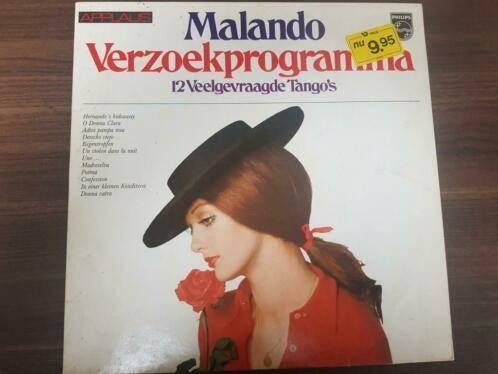 APPLAUS
Malando
PHILIPS
nu 9.95
Verzoekprogramma
12 Veelgevraagde Tango's
Hernando's hideaway
O Donna Clara
Adios pampa mia
Derecho viejo
Regentropfen
Un violon dans la nuit
Uno....
Madreselva
Poema
Confession
In einer kleinen Konditorei
Donna vatra